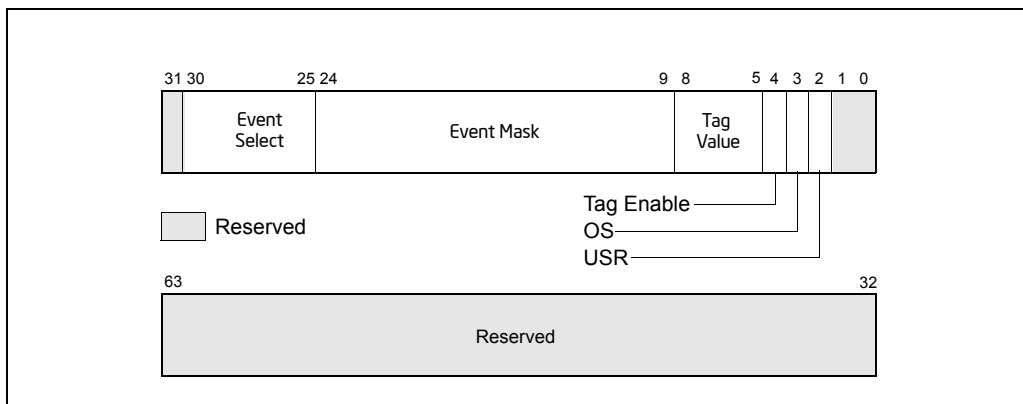 31 30 25 24 9 8 5 4 3 2 1 0
Event
Select
Event Mask
Tag
Value
Tag Enable
OS
USR
Reserved
63 32
Reserved